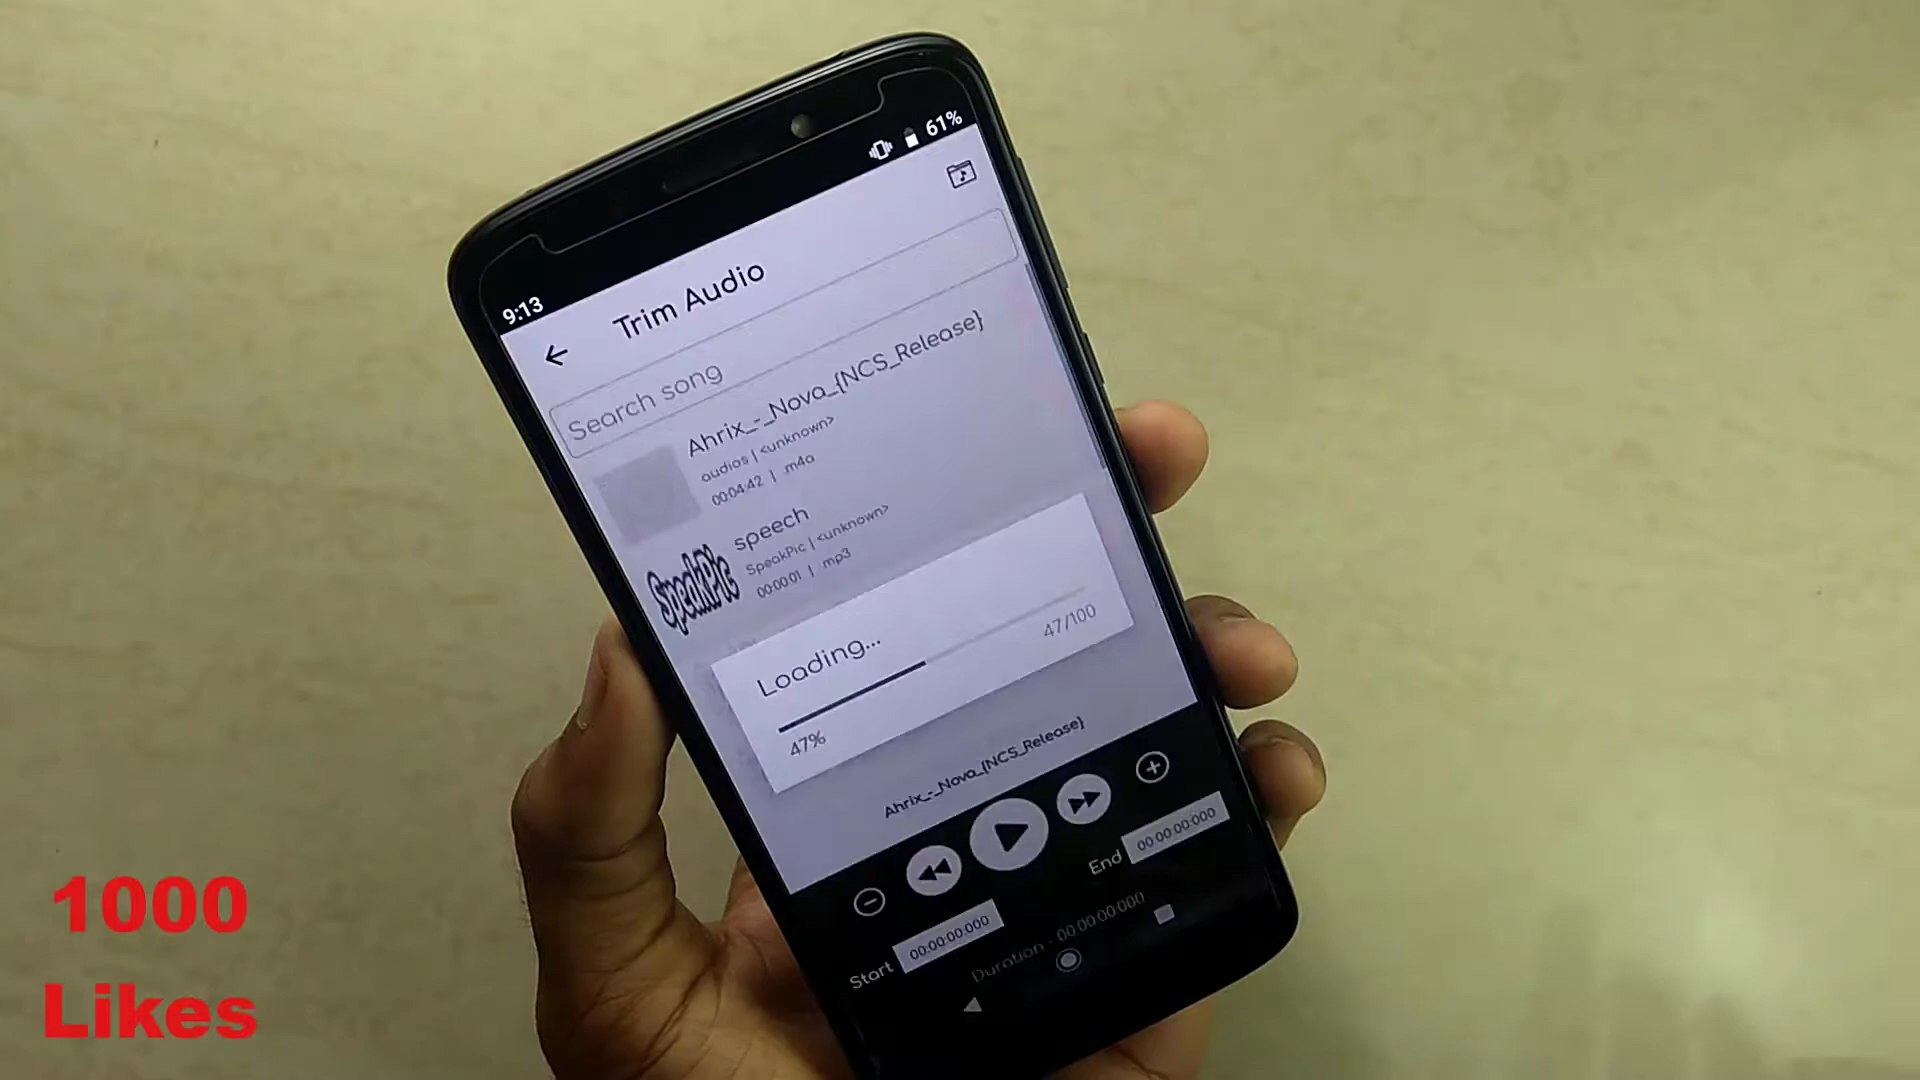 61%
9:13
Trim Audio
Search song
Ahrix_-_Nova_{NCS_Release}
audios | <unknown>
00:04:42 | m4a
speech
SpeakPic | <unknown>
00:00:01 | mp3
SpeakPic
Loading...
47%
47/100
Ahrix_-_Nova_{NCS_Release}
Start 00:00:00:000
End 00:00:00:000
Duration - 00:00:00:000
1000
Likes